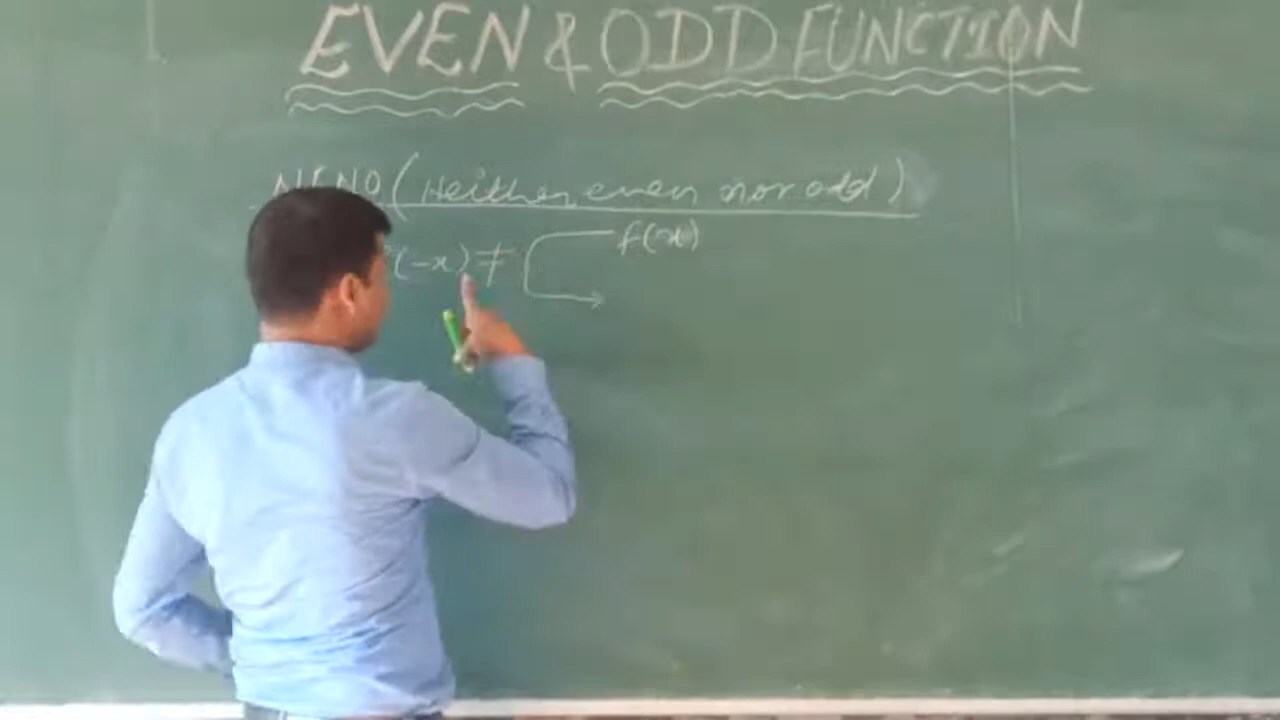 EVEN & ODD FUNCTION
NENO (Neither even nor odd)
f(x)
(-x) ≠